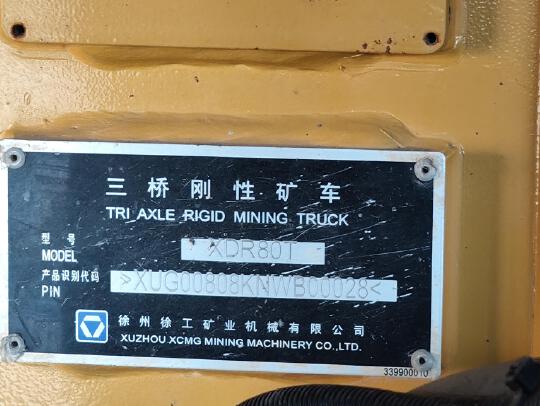 三桥刚性矿车
TRI AXLE RIGID MINING TRUCK
型号
MODEL XDR80T
产品识别代码
PIN >XUG00808KNWB00028<
徐州徐工矿业机械有限公司
XUZHOU XCMG MINING MACHINERY CO.,LTD.
339900010